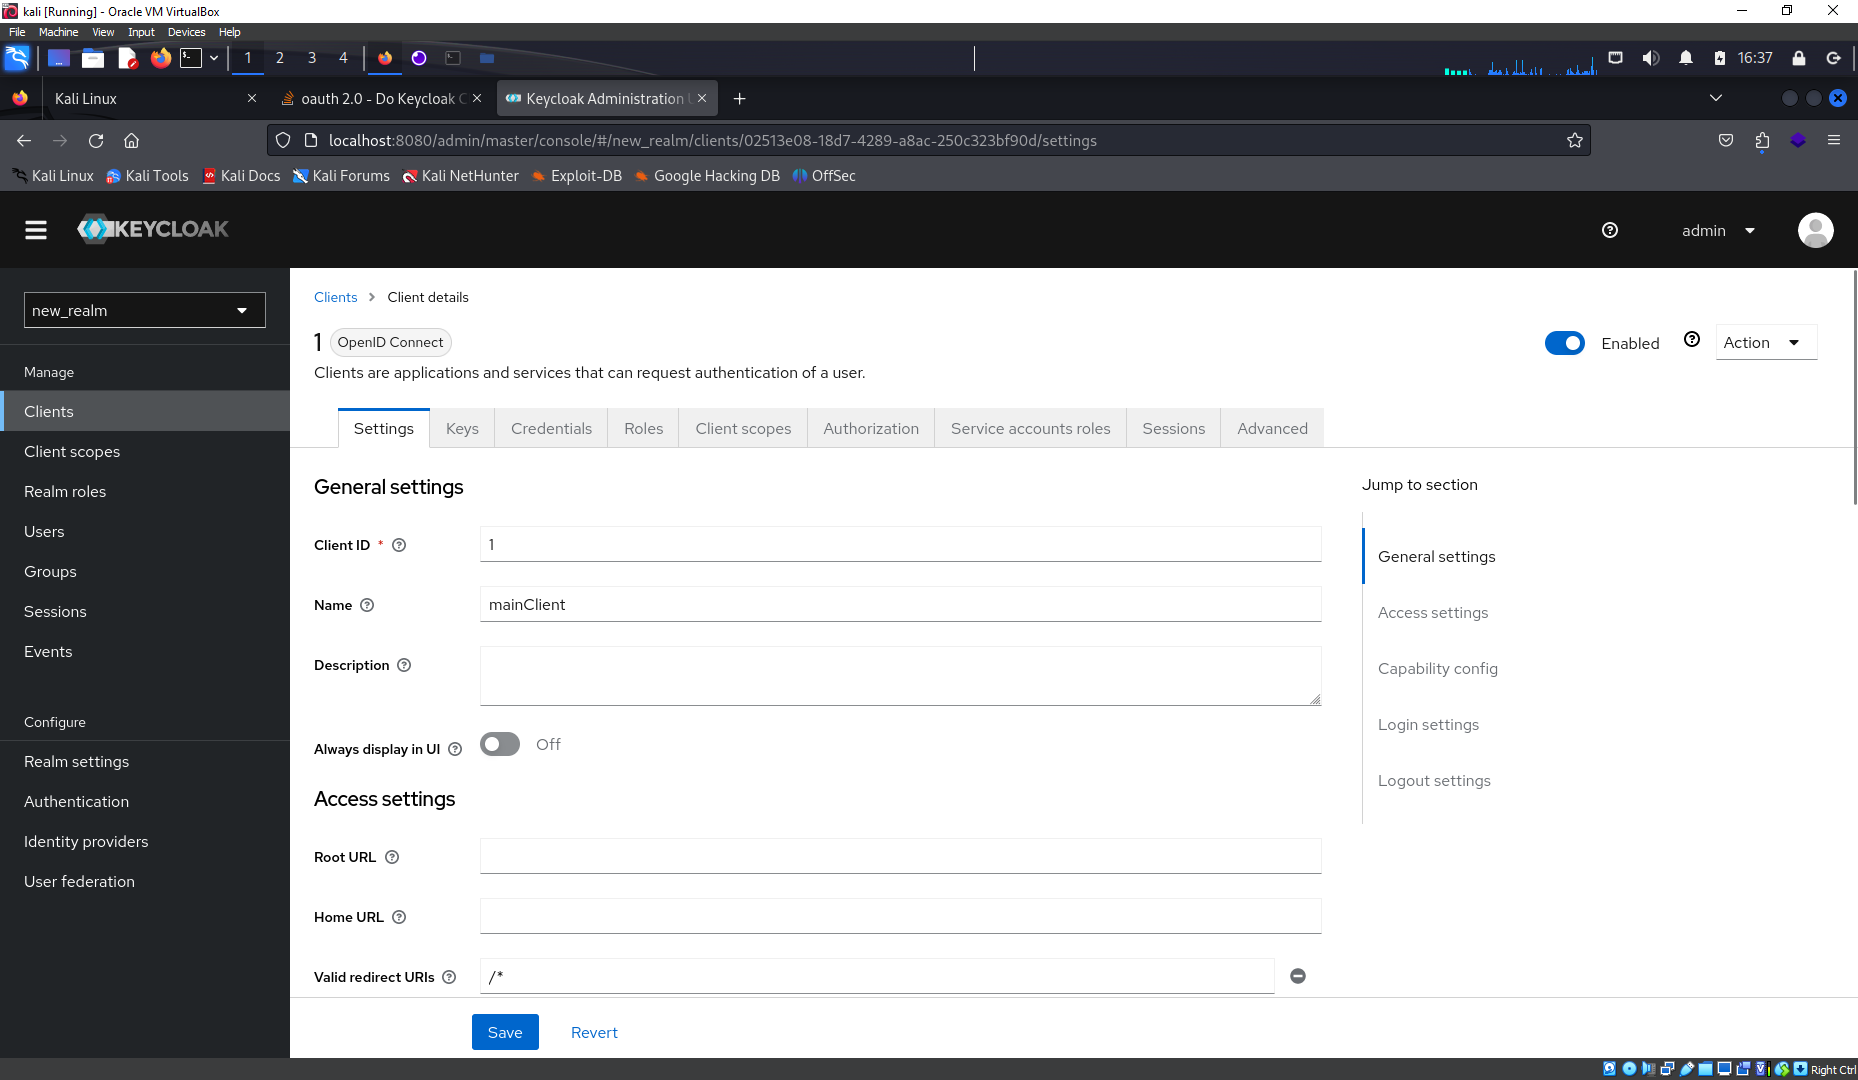 kali [Running] - Oracle VM VirtualBox
File Machine View Input Devices Help
1 2 3 4 16:37
Kali Linux oauth 2.0 - Do Keycloak Keycloak Administration
localhost:8080/admin/master/console/#/new_realm/clients/02513e08-18d7-4289-a8ac-250c323bf90d/settings
Kali Linux Kali Tools Kali Docs Kali Forums Kali NetHunter Exploit-DB Google Hacking DB OffSec
KEYCLOAK admin
new_realm
Manage
Clients
Client scopes
Realm roles
Users
Groups
Sessions
Events
Configure
Realm settings
Authentication
Identity providers
User federation
Clients > Client details
1 OpenID Connect Enabled Action
Clients are applications and services that can request authentication of a user.
Settings Keys Credentials Roles Client scopes Authorization Service accounts roles Sessions Advanced
General settings
Client ID * 1
Name mainClient
Description
Always display in UI Off
Access settings
Root URL
Home URL
Valid redirect URIs /*
Save Revert
Jump to section
General settings
Access settings
Capability config
Login settings
Logout settings
Right Ctrl